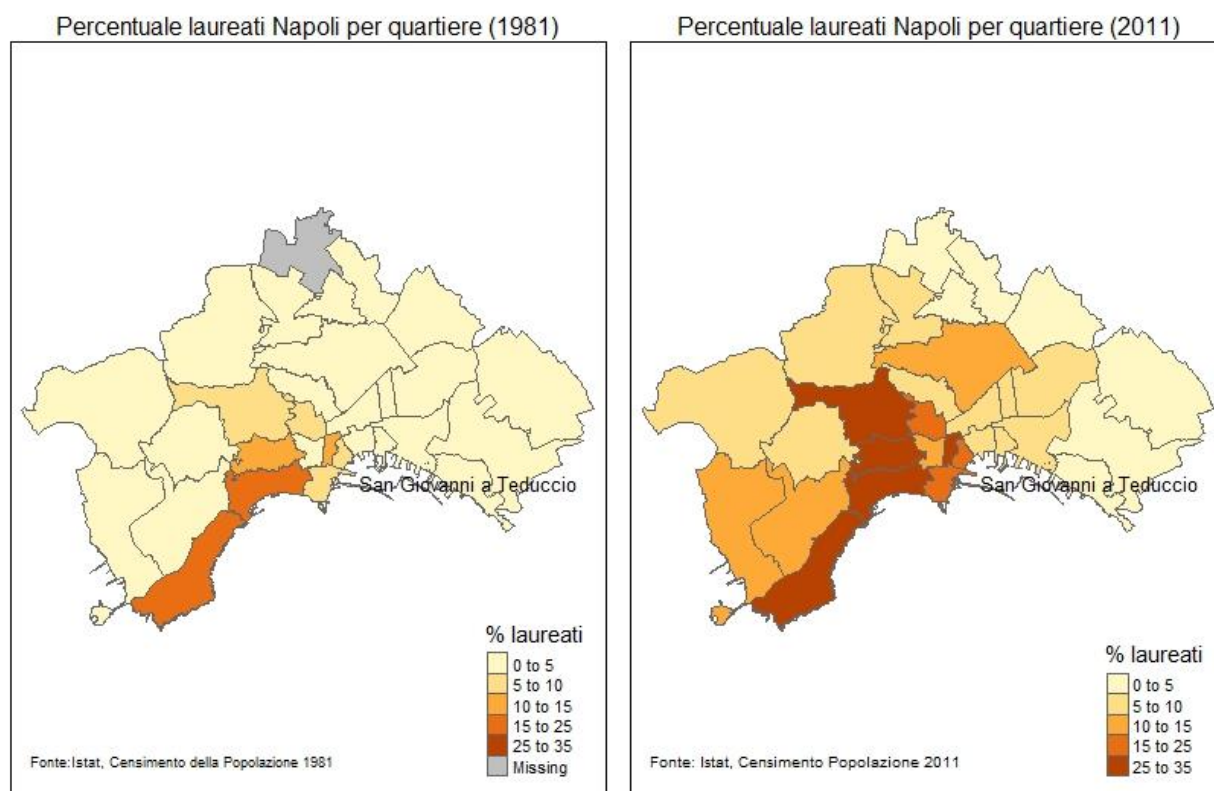 Percentuale laureati Napoli per quartiere (1981)
San Giovanni a Teduccio
% laureati
0 to 5
5 to 10
10 to 15
15 to 25
25 to 35
Missing
Fonte:Istat, Censimento della Popolazione 1981
Percentuale laureati Napoli per quartiere (2011)
San Giovanni a Teduccio
% laureati
0 to 5
5 to 10
10 to 15
15 to 25
25 to 35
Fonte: Istat, Censimento Popolazione 2011